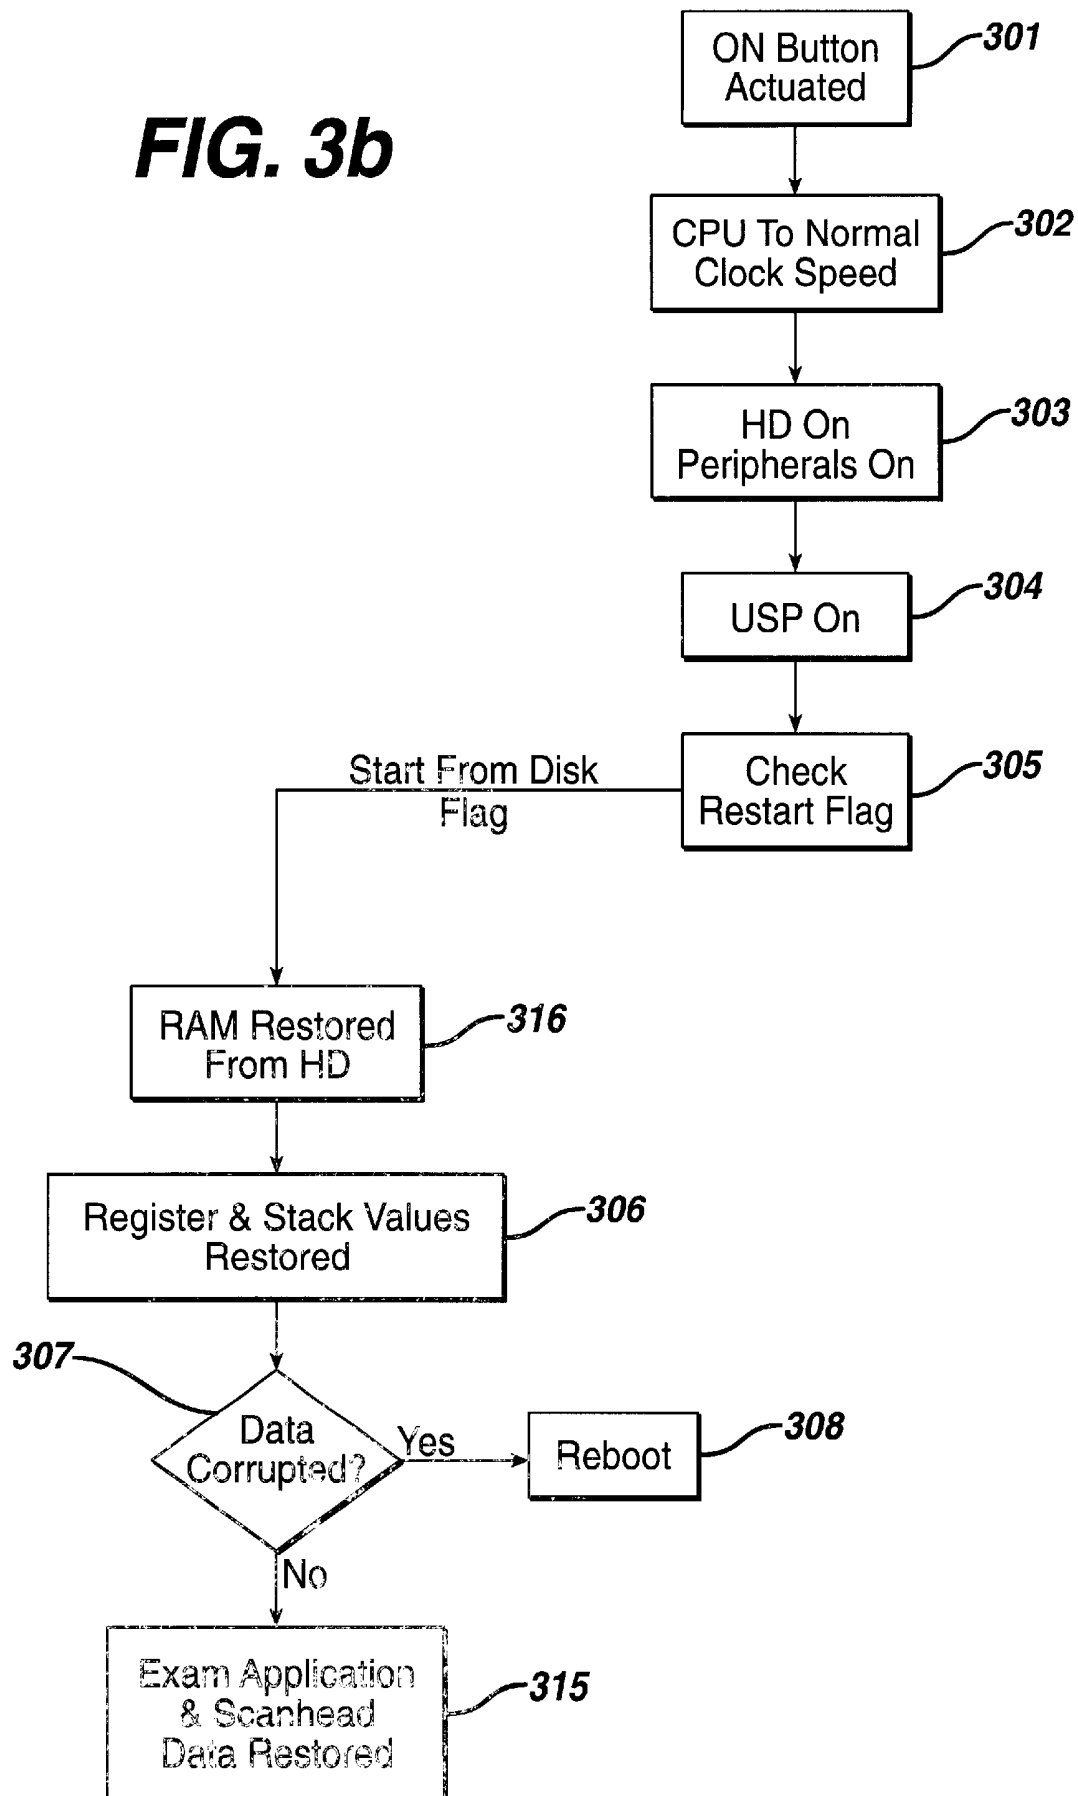 FIG. 3b
ON Button
Actuated
301
CPU To Normal
Clock Speed
302
HD On
Peripherals On
303
USP On
304
Check
Restart Flag
305
Start From Disk
Flag
RAM Restored
From HD
316
Register & Stack Values
Restored
306
307
Data
Corrupted?
Yes
Reboot
308
No
Exam Application
& Scanhead
Data Restored
315